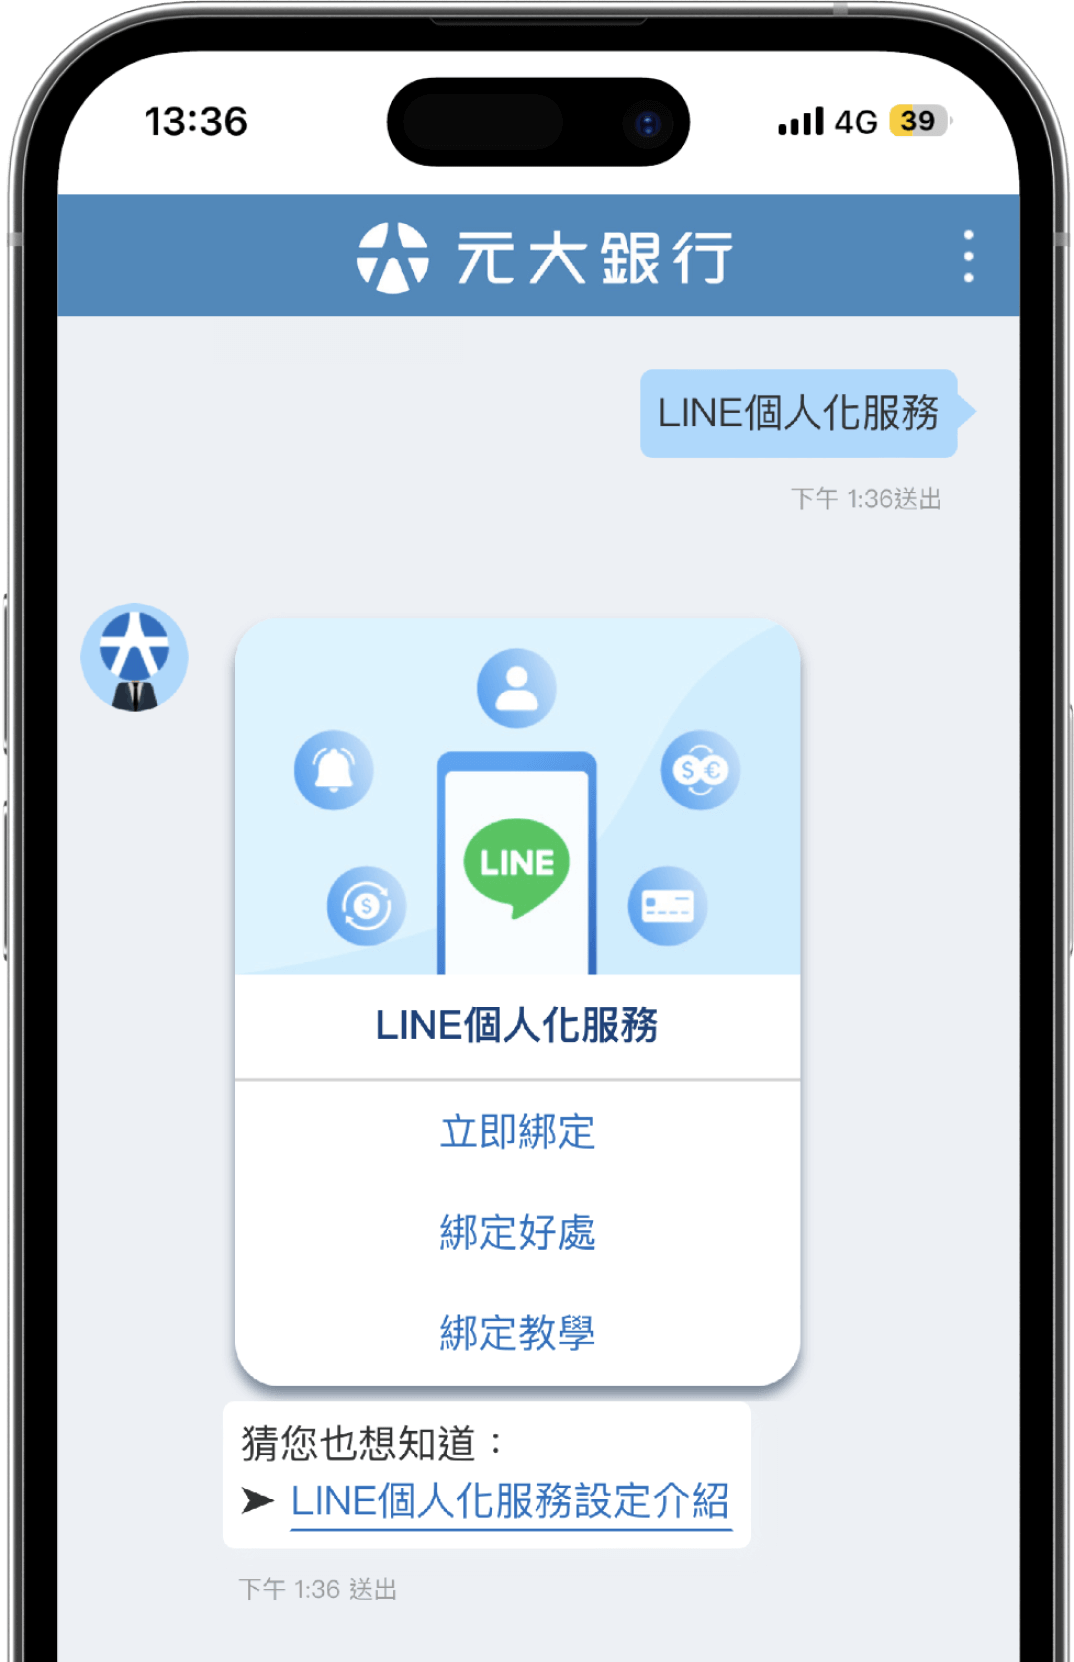 13:36
4G 39
元大銀行
LINE個人化服務
下午 1:36送出
$ €
$
LINE
LINE個人化服務
立即綁定
綁定好處
綁定教學
猜您也想知道：
➤ LINE個人化服務設定介紹
下午 1:36 送出